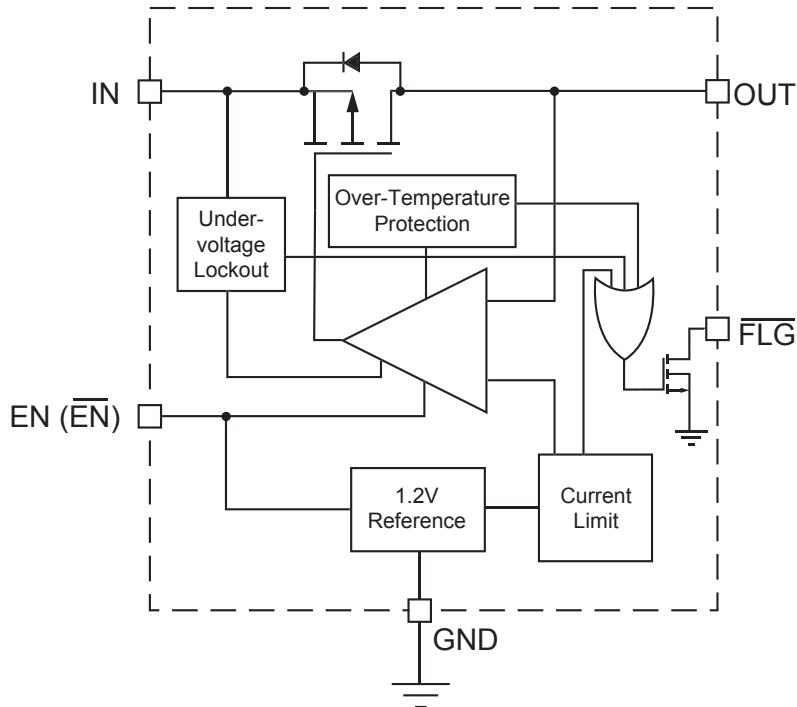 IN
OUT
Over-Temperature
Protection
Under-
voltage
Lockout
FLG
EN (EN)
1.2V
Reference
Current
Limit
GND